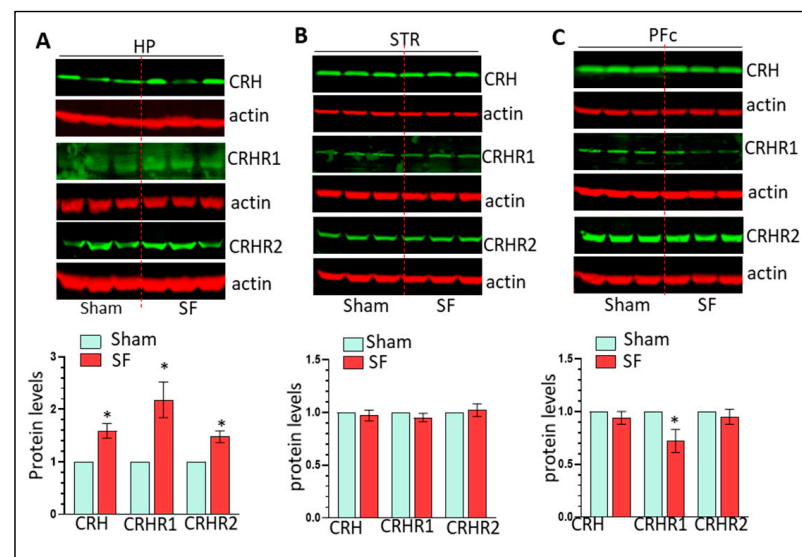 A
HP
CRH
actin
CRHR1
actin
CRHR2
actin
Sham SF
Sham
SF
Protein levels
3
2
1
0
* * *
CRH CRHR1 CRHR2
B
STR
CRH
actin
CRHR1
actin
CRHR2
actin
Sham SF
Sham
SF
protein levels
1.5
1.0
0.5
0.0
CRH CRHR1 CRHR2
C
PFc
CRH
actin
CRHR1
actin
CRHR2
actin
Sham SF
Sham
SF
protein levels
1.5
1.0
0.5
0.0
*
CRH CRHR1 CRHR2